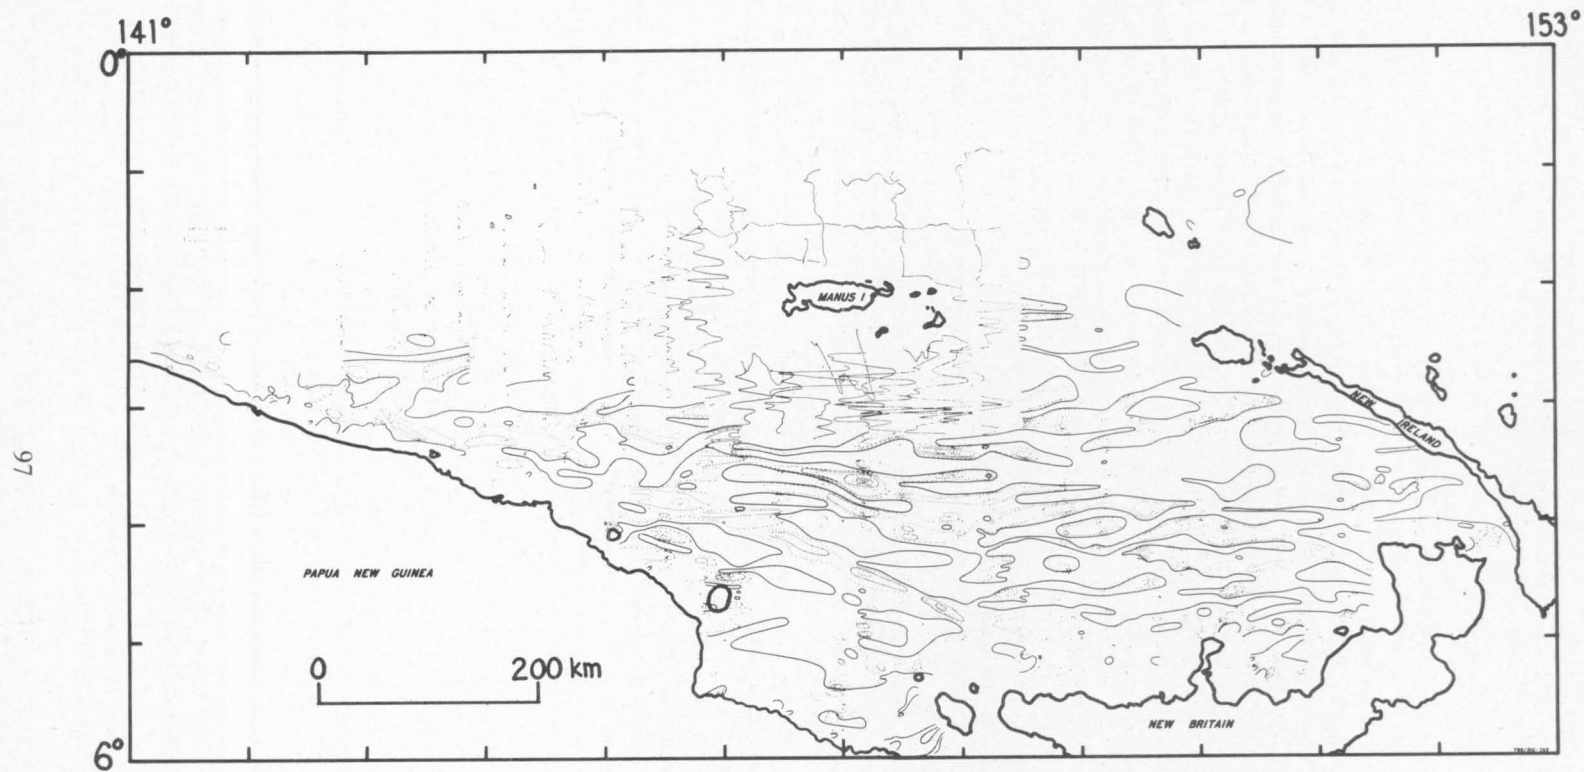 141°
153°
0°
MANUS I
NEW
IRELAND
97
PAPUA NEW GUINEA
0 200 km
NEW BRITAIN
6°